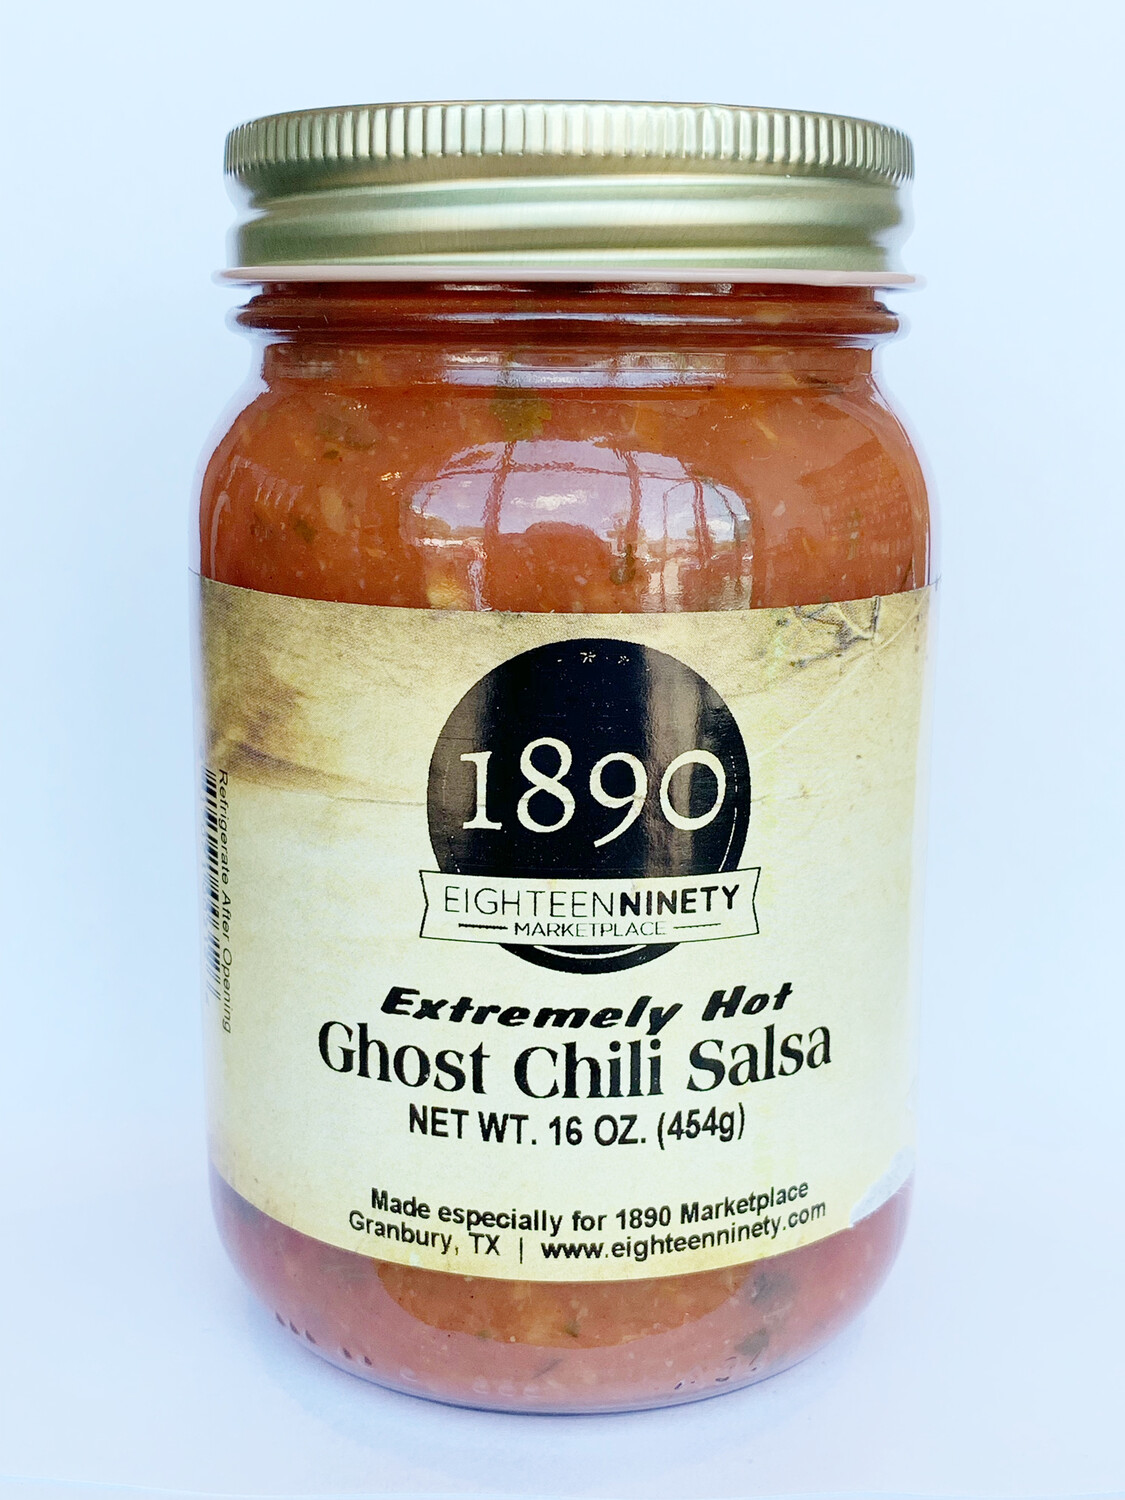 1890
EIGHTEENNINETY
MARKETPLACE
Extremely Hot
Ghost Chili Salsa
NET WT. 16 OZ. (454g)
Made especially for 1890 Marketplace
Granbury, TX | www.eighteenninety.com
Refrigerate After Opening